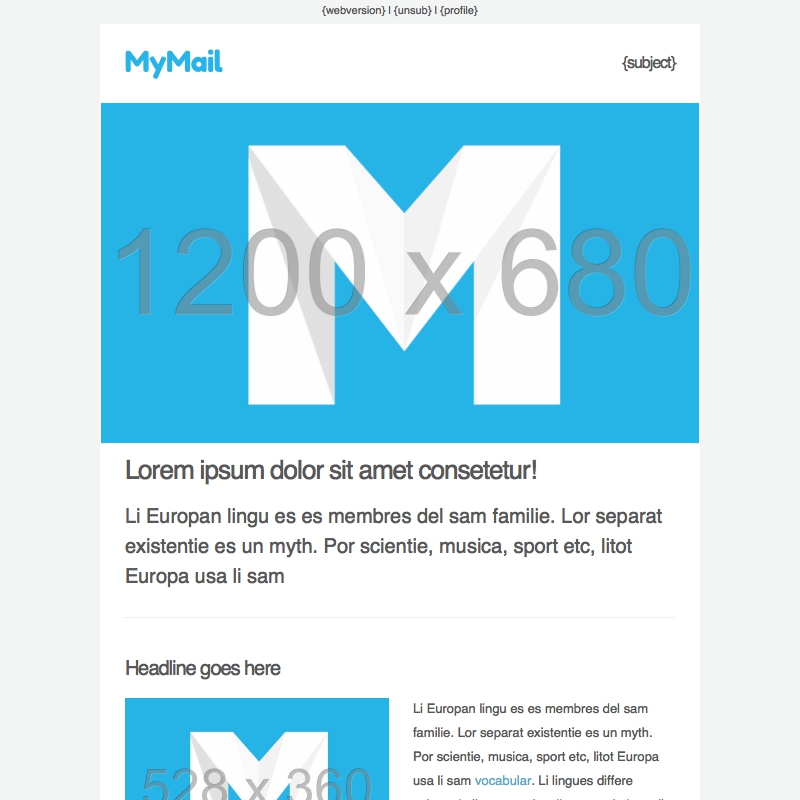 {webversion} | {unsub} | {profile}
MyMail
{subject}
1200 x 680
Lorem ipsum dolor sit amet consetetur!
Li Europan lingu es es membres del sam familie. Lor separat
existentie es un myth. Por scientie, musica, sport etc, litot
Europa usa li sam
Headline goes here
528 x 360
Li Europan lingu es es membres del sam
familie. Lor separat existentie es un myth.
Por scientie, musica, sport etc, litot Europa
usa li sam vocabular. Li lingues differe